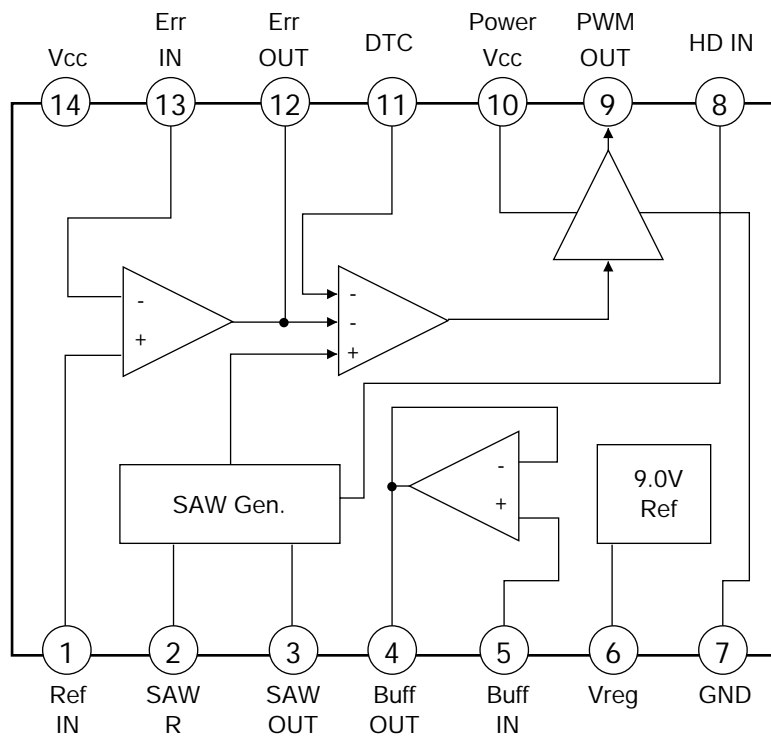 Vcc
Err
IN
Err
OUT
DTC
Power
Vcc
PWM
OUT
HD IN
14
13
12
11
10
9
8
-
+
-
-
+
SAW Gen.
-
+
9.0V
Ref
1
2
3
4
5
6
7
Ref
IN
SAW
R
SAW
OUT
Buff
OUT
Buff
IN
Vreg
GND